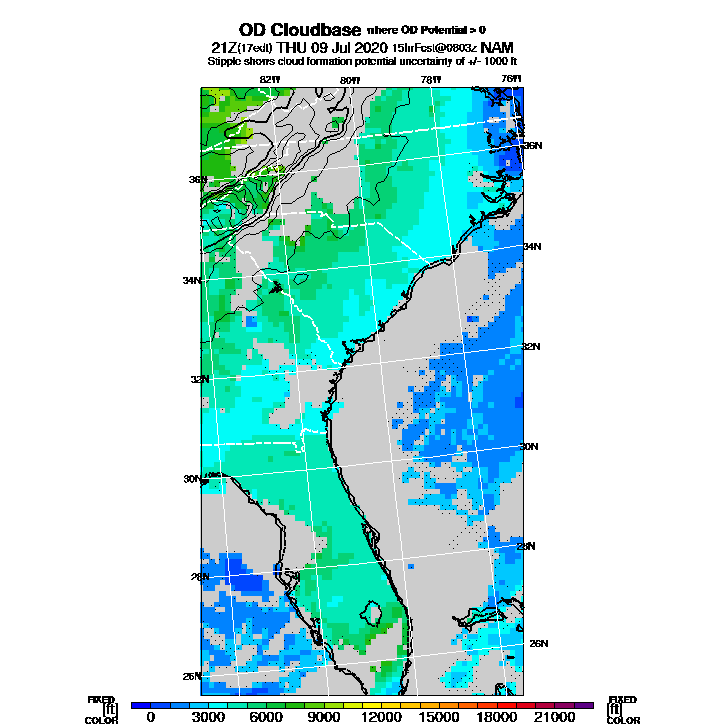 OD Cloudbase where OD Potential > 0
21Z(17edt) THU 09 Jul 2020 15hrFcst@0803z NAM
Stipple shows cloud formation potential uncertainty of +/- 1000 ft
82W 80W 78W 76W
36N 36N
34N 34N
32N 32N
30N 30N
28N 28N
26N 26N
FIXED FIXED
[ft] 0 3000 6000 9000 12000 15000 18000 21000 [ft]
COLOR COLOR